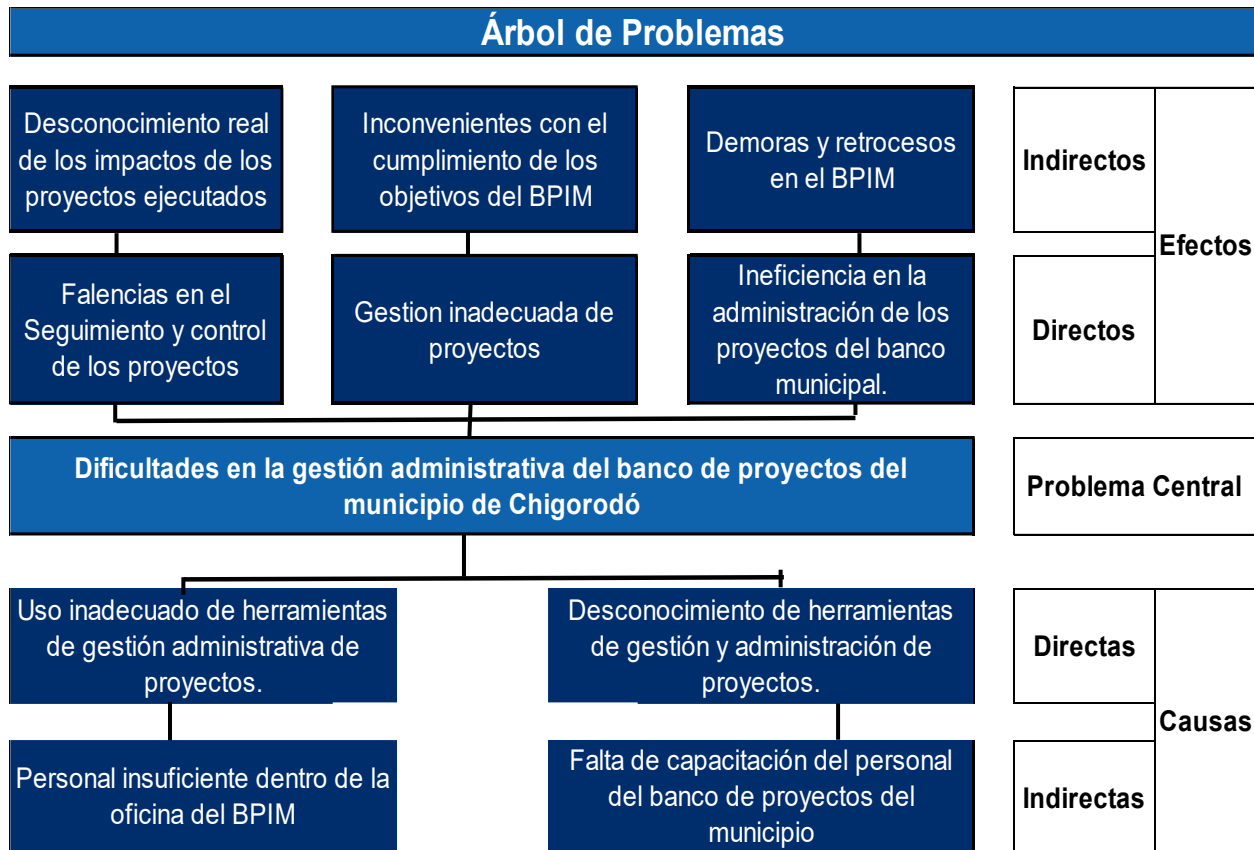 Árbol de Problemas
Desconocimiento real
de los impactos de los
proyectos ejecutados
Inconvenientes con el
cumplimiento de los
objetivos del BPIM
Demoras y retrocesos
en el BPIM
Indirectos
Efectos
Falencias en el
Seguimiento y control
de los proyectos
Gestion inadecuada de
proyectos
Ineficiencia en la
administración de los
proyectos del banco
municipal.
Directos
Dificultades en la gestión administrativa del banco de proyectos del
municipio de Chigorodó
Problema Central
Uso inadecuado de herramientas
de gestión administrativa de
proyectos.
Desconocimiento de herramientas
de gestión y administración de
proyectos.
Directas
Causas
Personal insuficiente dentro de la
oficina del BPIM
Falta de capacitación del personal
del banco de proyectos del
municipio
Indirectas